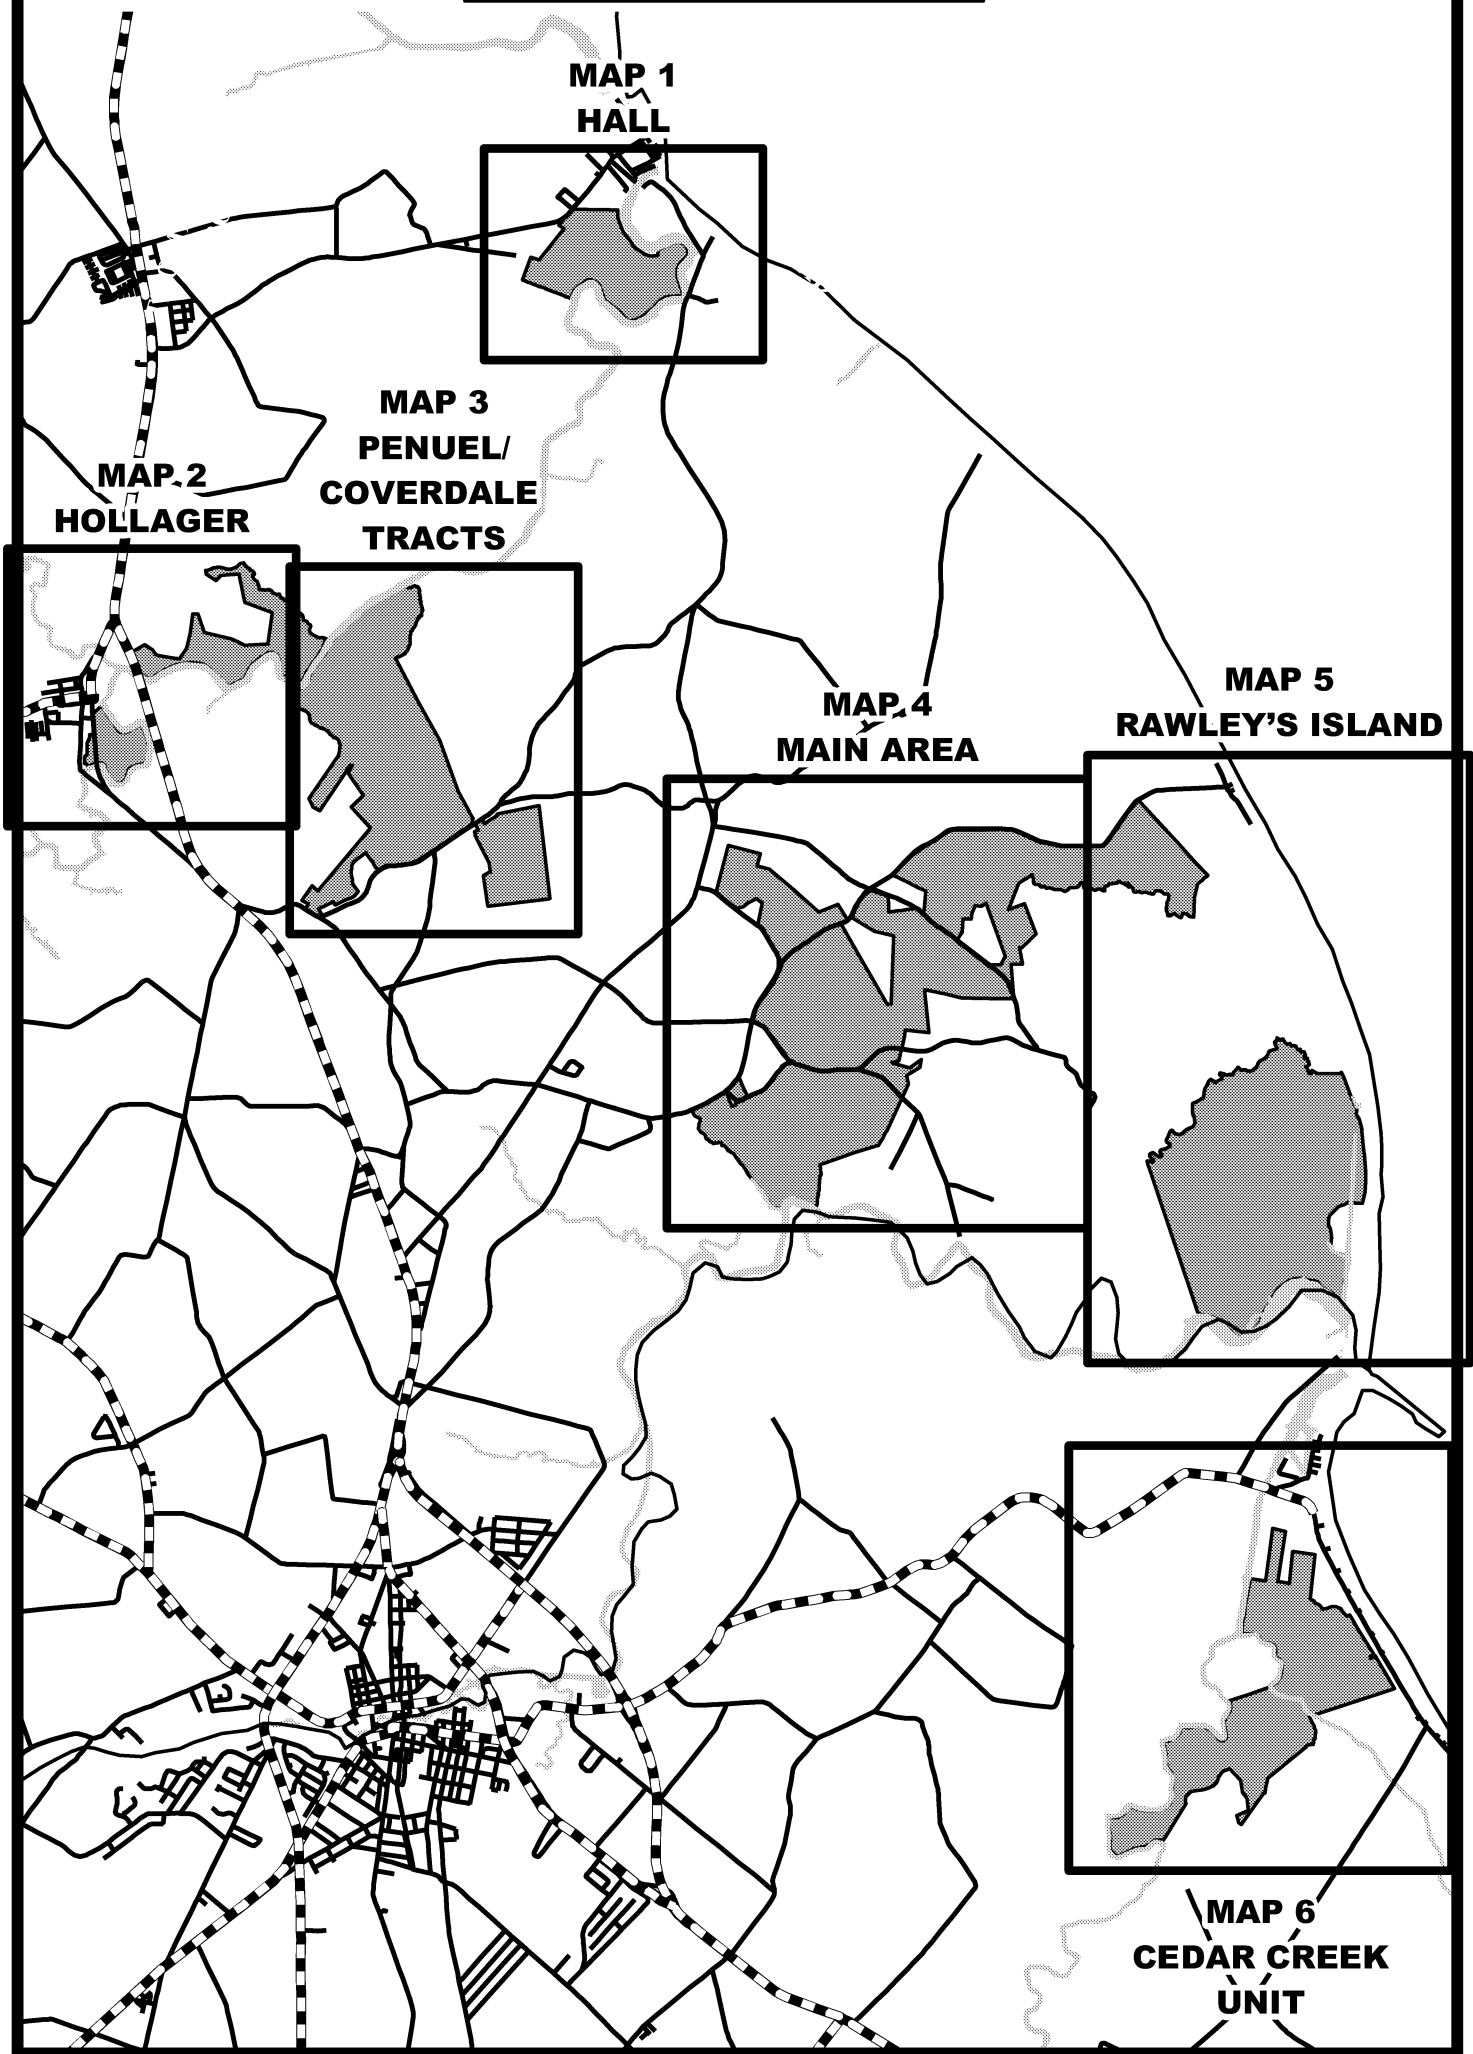 MAP 1
HALL
MAP 3
PENUEL/
COVERDALE
TRACTS
MAP 2
HOLLAGER
MAP 5
RAWLEY'S ISLAND
MAP 4
MAIN AREA
MAP 6
CEDAR CREEK
UNIT